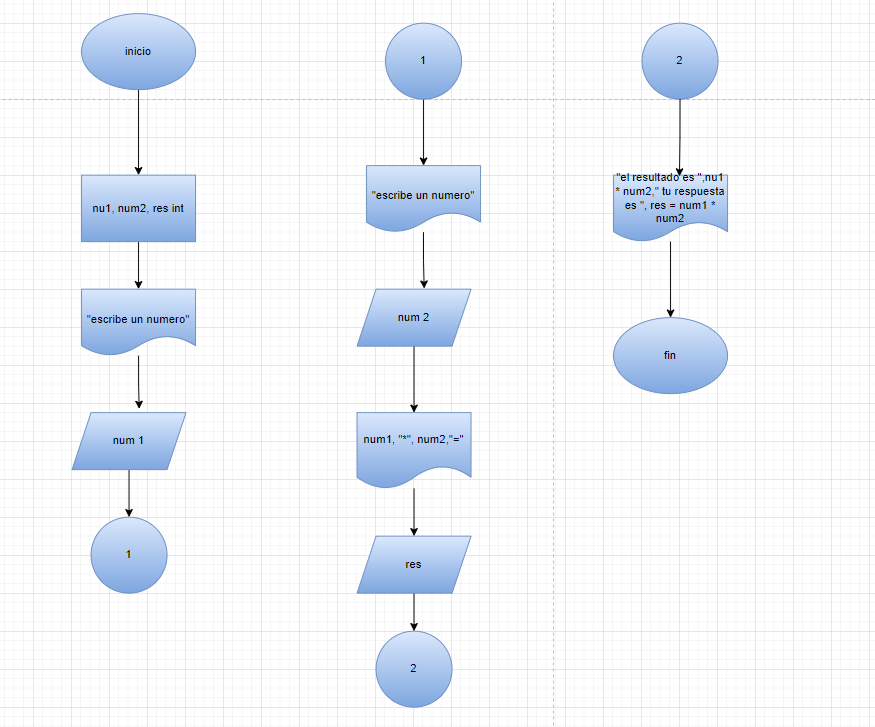 inicio
nu1, num2, res int
"escribe un numero"
num 1
1
1
"escribe un numero"
num 2
num1, "*", num2,"="
res
2
2
"el resultado es ",nu1
* num2," tu respuesta
es ", res = num1 *
num2
fin